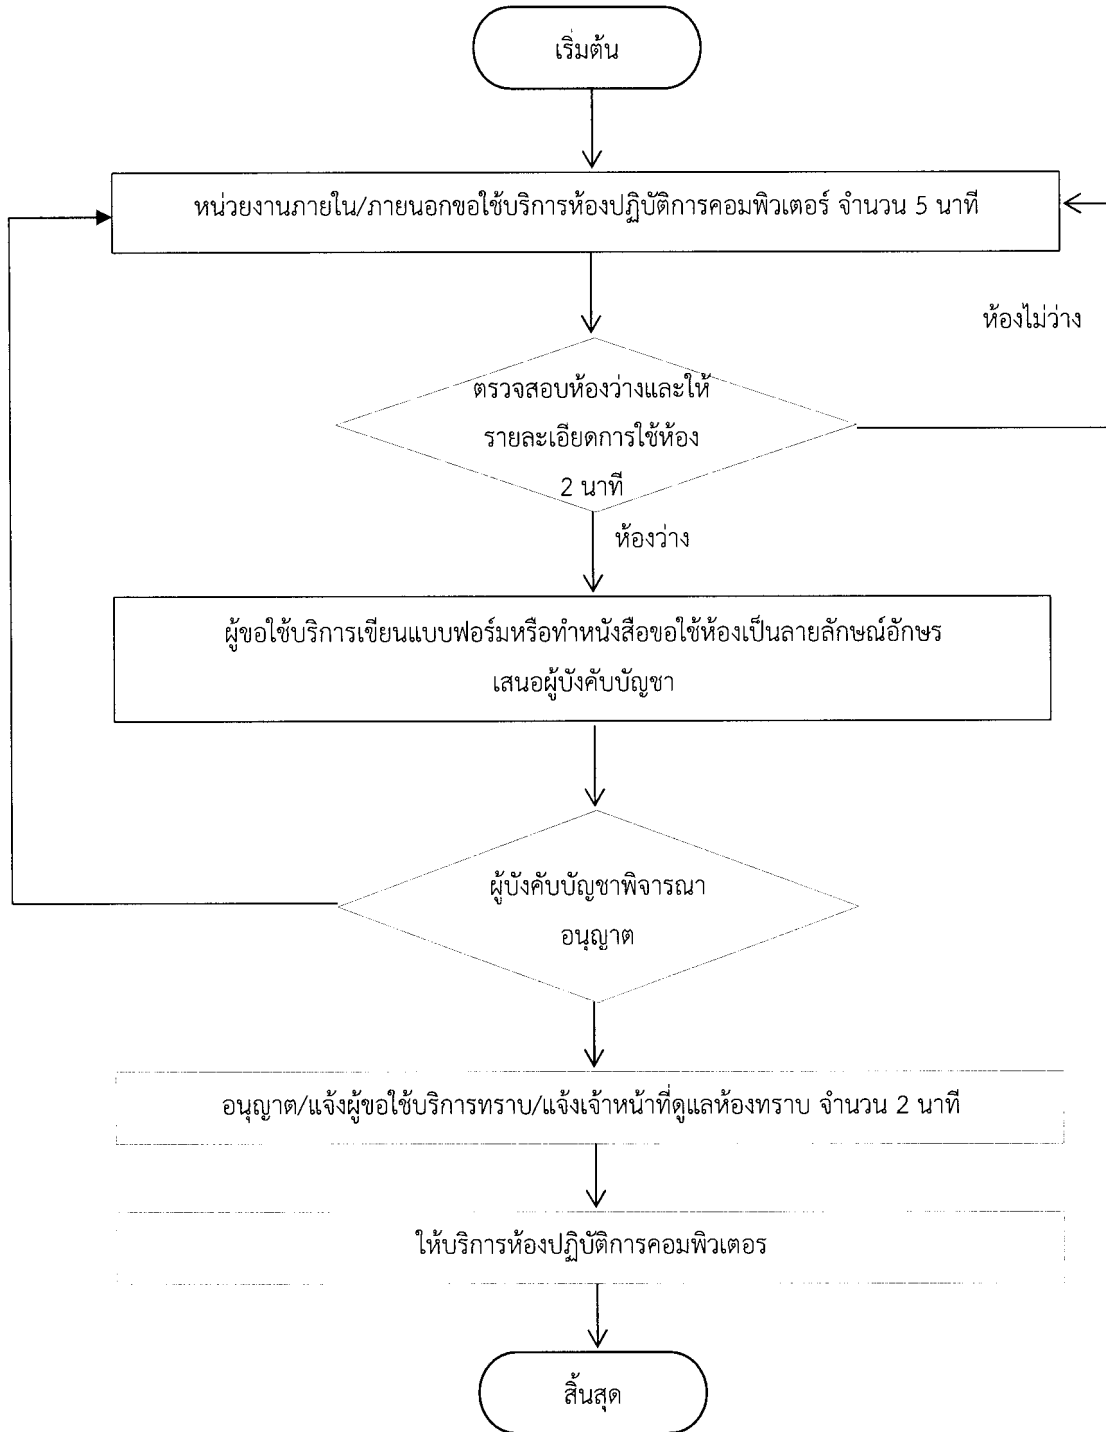 เริ่มต้น
หน่วยงานภายใน/ภายนอกขอใช้บริการห้องปฏิบัติการคอมพิวเตอร์ จำนวน 5 นาที
ห้องไม่ว่าง
ตรวจสอบห้องว่างและให้
รายละเอียดการใช้ห้อง
2 นาที
ห้องว่าง
ผู้ขอใช้บริการเขียนแบบฟอร์มหรือทำหนังสือขอใช้ห้องเป็นลายลักษณ์อักษร
เสนอผู้บังคับบัญชา
ผู้บังคับบัญชาพิจารณา
อนุญาต
อนุญาต/แจ้งผู้ขอใช้บริการทราบ/แจ้งเจ้าหน้าที่ดูแลห้องทราบ จำนวน 2 นาที
ให้บริการห้องปฏิบัติการคอมพิวเตอร
สิ้นสุด